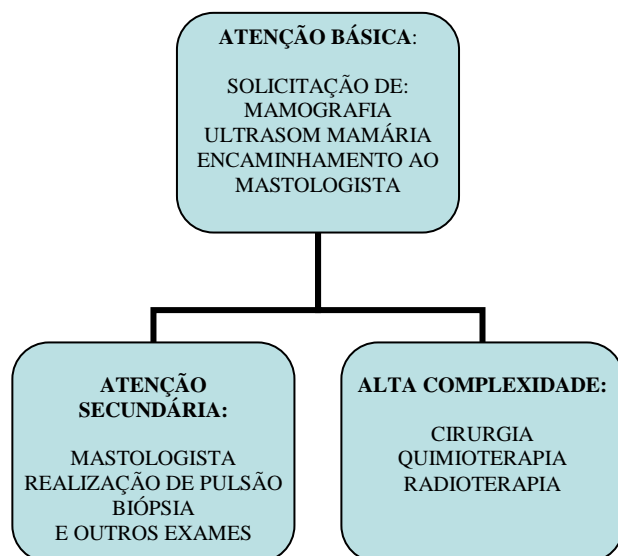 ATENÇÃO BÁSICA:
SOLICITAÇÃO DE:
MAMOGRAFIA
ULTRASOM MAMÁRIA
ENCAMINHAMENTO AO
MASTOLOGISTA
ATENÇÃO
SECUNDÁRIA:
MASTOLOGISTA
REALIZAÇÃO DE PULSÃO
BIÓPSIA
E OUTROS EXAMES
ALTA COMPLEXIDADE:
CIRURGIA
QUIMIOTERAPIA
RADIOTERAPIA